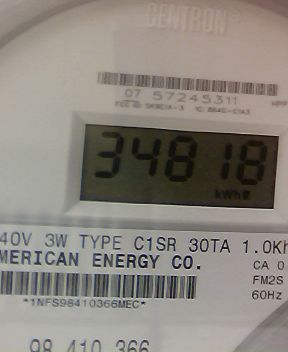 CENTRON®
07 57245311
34818
kWh
40V 3W TYPE C1SR 30TA 1.0Kh
MERICAN ENERGY CO.
CA 0
FM2S
*1NFS98410366MEC*
60Hz
98 410 366